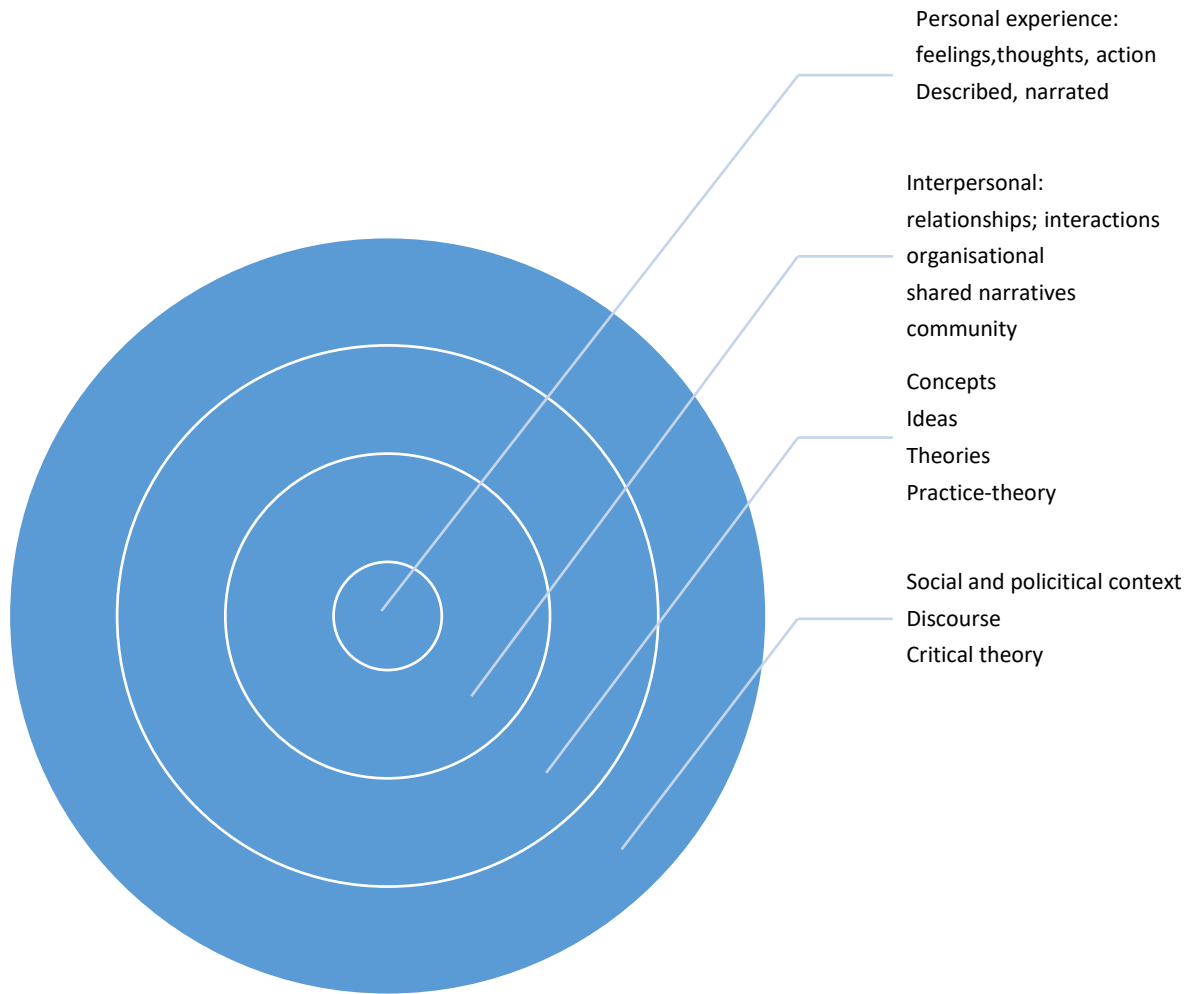 Personal experience:
feelings,thoughts, action
Described, narrated
Interpersonal:
relationships; interactions
organisational
shared narratives
community
Concepts
Ideas
Theories
Practice-theory
Social and policitical context
Discourse
Critical theory